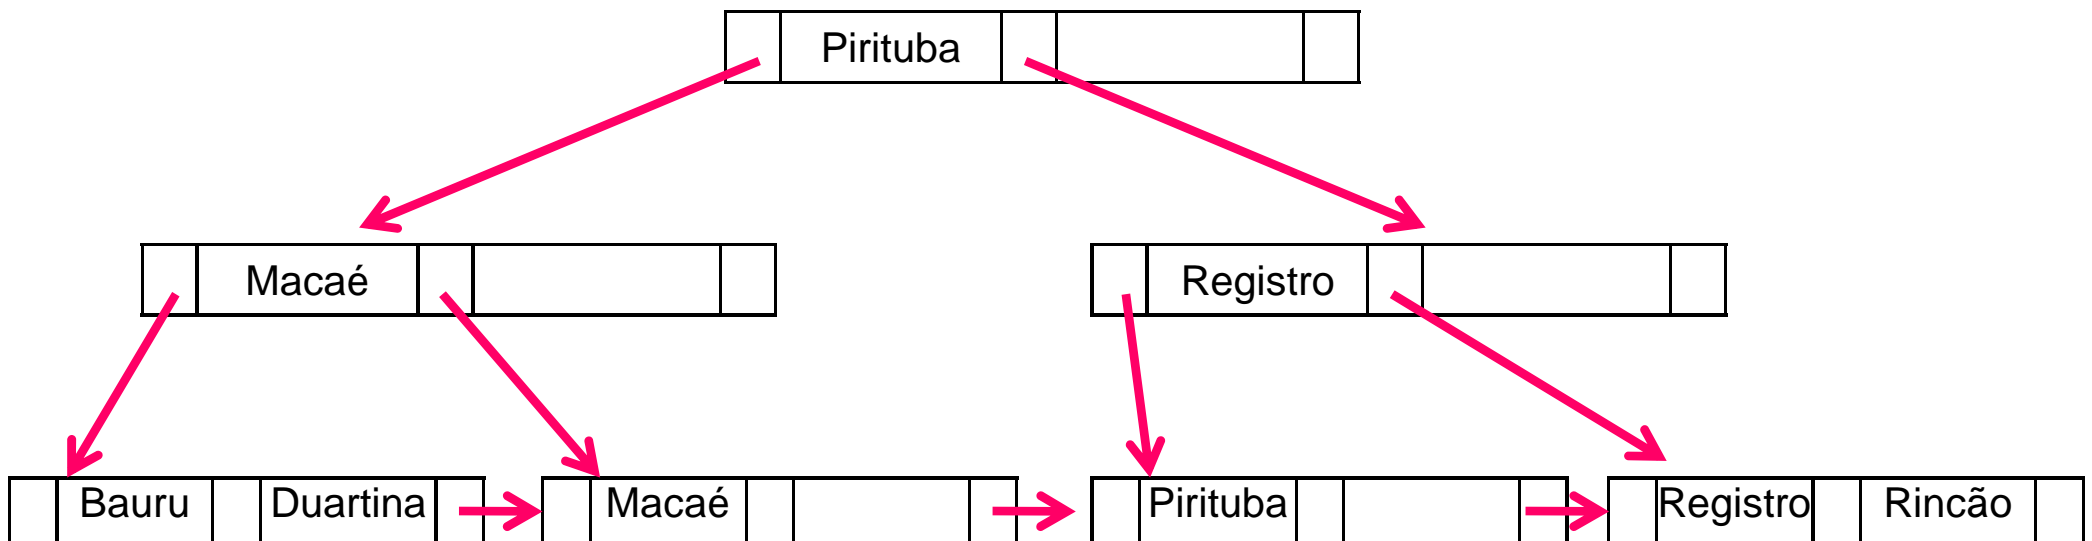 Pirituba
Macaé
Registro
Bauru Duartina Macaé Pirituba Registro Rincão